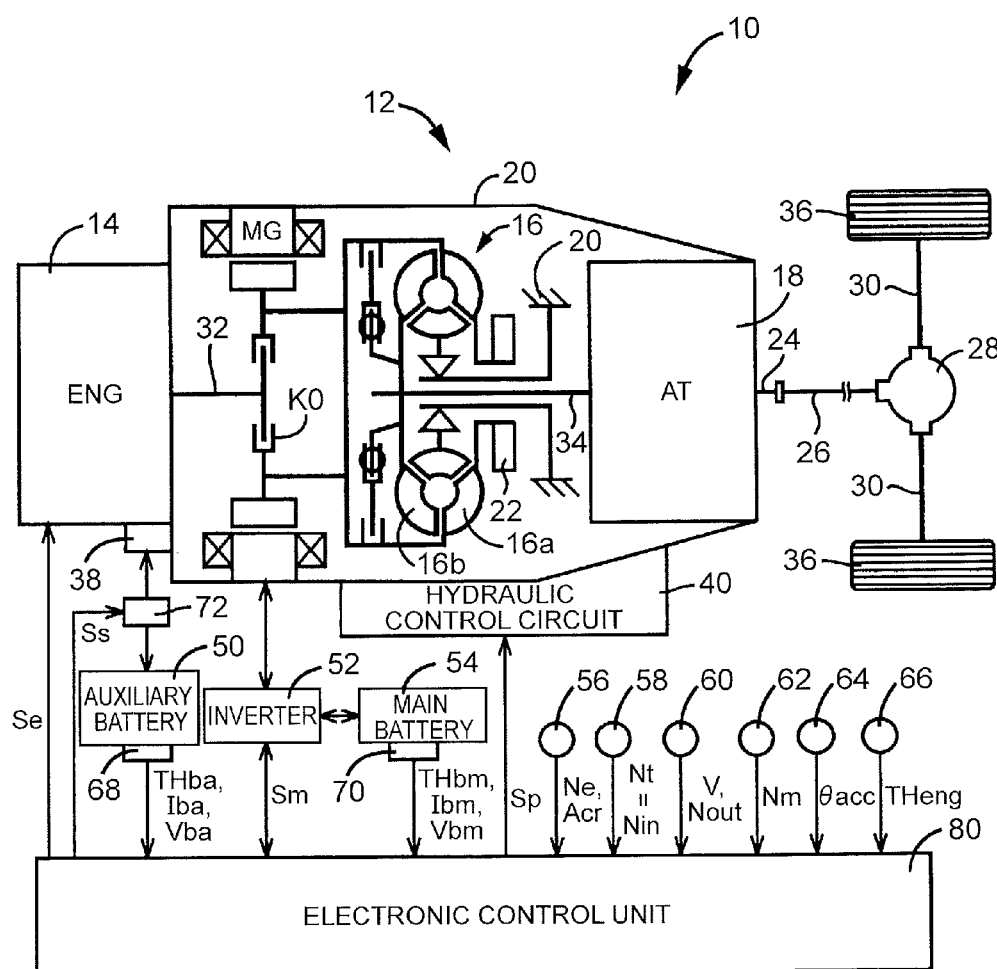 10
12
20
14
MG
16
20
36
18
30
ENG
32
K0
34
AT
24
28
26
22
30
38
16b
16a
36
HYDRAULIC
CONTROL CIRCUIT
40
72
Ss
50
52
54
56
58
60
62
64
66
AUXILIARY
BATTERY
INVERTER
MAIN
BATTERY
Se
68
70
THba,
Iba,
Vba
Sm
THbm,
Ibm,
Vbm
Sp
Ne,
Acr
Nt
=
Nin
V,
Nout
Nm
θacc
THeng
80
ELECTRONIC CONTROL UNIT